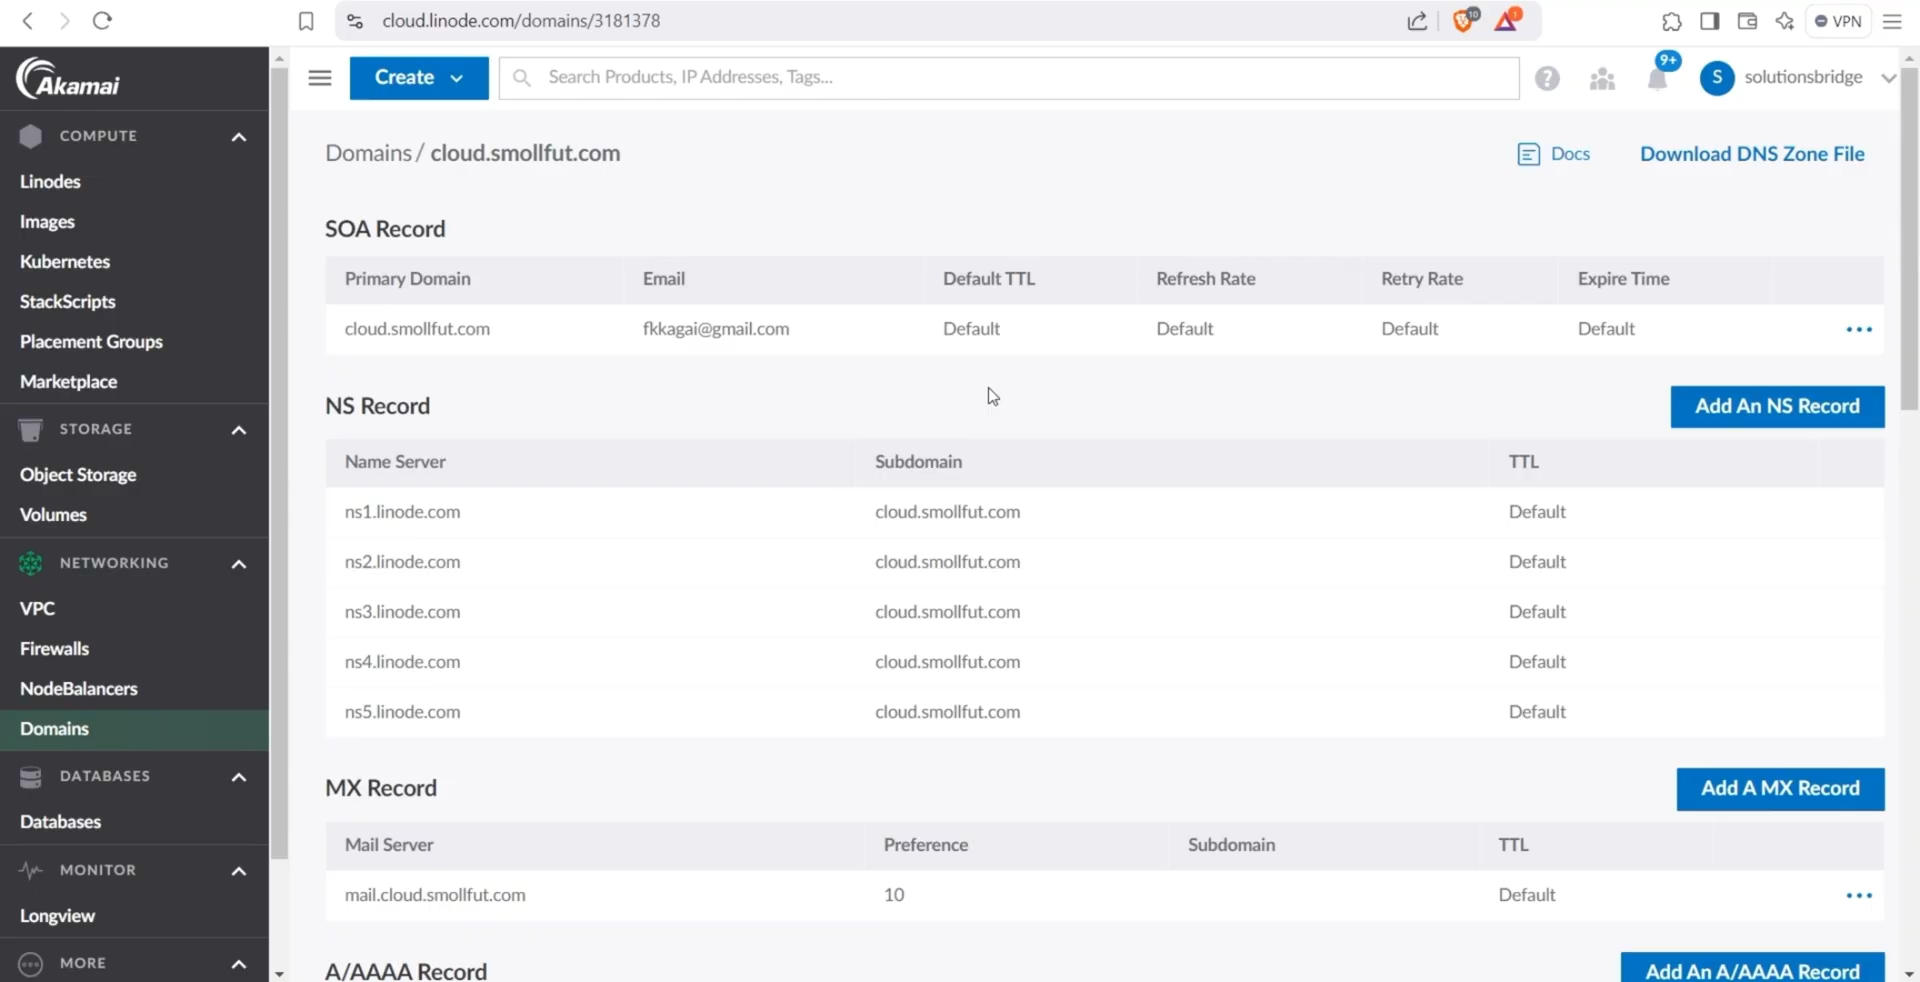 cloud.linode.com/domains/3181378
10
1
VPN
Akamai
Create
Search Products, IP Addresses, Tags...
?
9+
S
solutionsbridge
COMPUTE
Linodes
Images
Kubernetes
StackScripts
Placement Groups
Marketplace
STORAGE
Object Storage
Volumes
NETWORKING
VPC
Firewalls
NodeBalancers
Domains
DATABASES
Databases
MONITOR
Longview
MORE
Domains / cloud.smollfut.com
Docs
Download DNS Zone File
SOA Record
Primary Domain Email Default TTL Refresh Rate Retry Rate Expire Time
cloud.smollfut.com fkkagai@gmail.com Default Default Default Default
NS Record
Add An NS Record
Name Server Subdomain TTL
ns1.linode.com cloud.smollfut.com Default
ns2.linode.com cloud.smollfut.com Default
ns3.linode.com cloud.smollfut.com Default
ns4.linode.com cloud.smollfut.com Default
ns5.linode.com cloud.smollfut.com Default
MX Record
Add A MX Record
Mail Server Preference Subdomain TTL
mail.cloud.smollfut.com 10 Default
A/AAAA Record
Add An A/AAAA Record